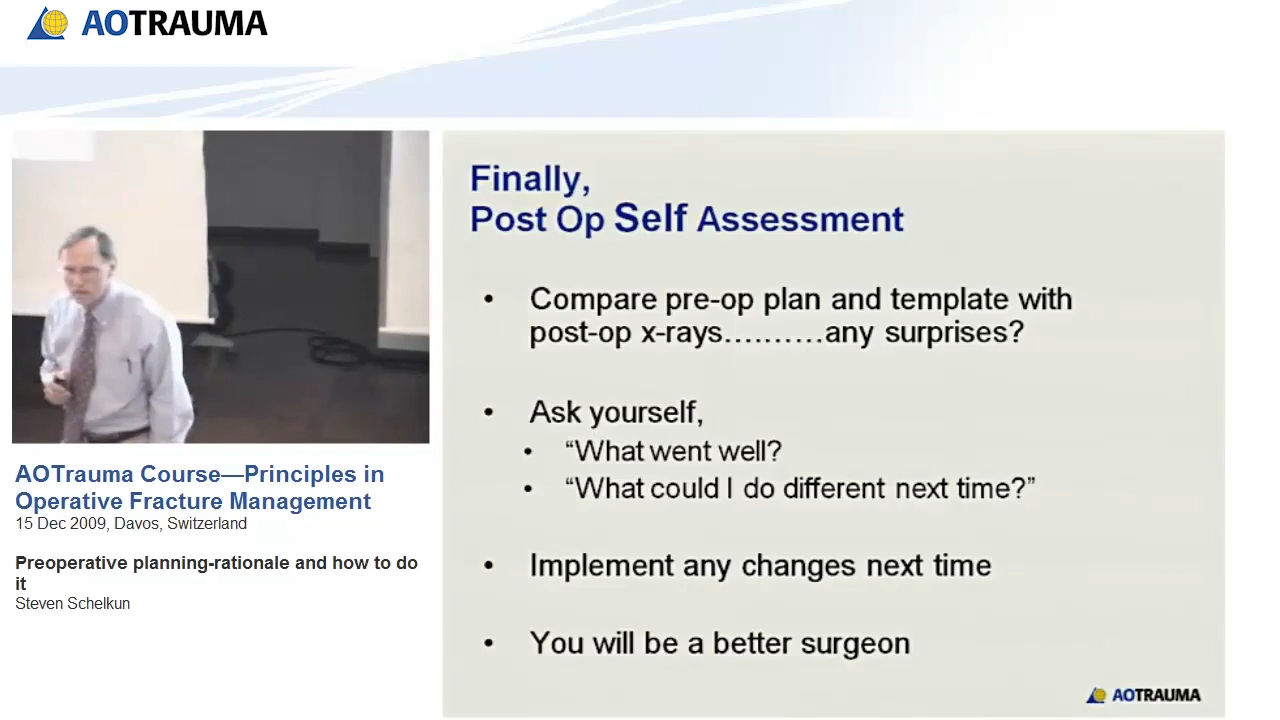 AOTRAUMA
Finally,
Post Op Self Assessment
• Compare pre-op plan and template with
post-op x-rays..........any surprises?
• Ask yourself,
• “What went well?
• “What could I do different next time?”
• Implement any changes next time
• You will be a better surgeon
AOTRAUMA
AOTrauma Course—Principles in
Operative Fracture Management
15 Dec 2009, Davos, Switzerland
Preoperative planning-rationale and how to do
it
Steven Schelkun